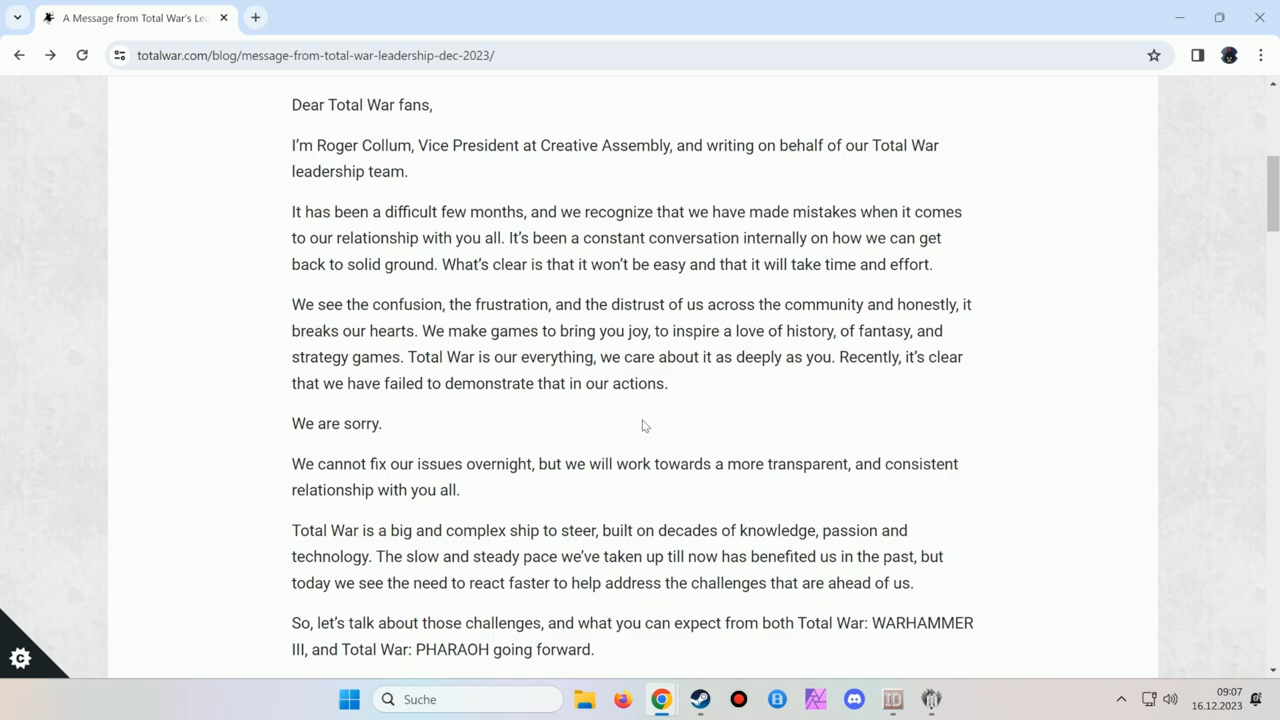 A Message from Total War's Le
totalwar.com/blog/message-from-total-war-leadership-dec-2023/
Dear Total War fans,
I’m Roger Collum, Vice President at Creative Assembly, and writing on behalf of our Total War
leadership team.
It has been a difficult few months, and we recognize that we have made mistakes when it comes
to our relationship with you all. It’s been a constant conversation internally on how we can get
back to solid ground. What’s clear is that it won’t be easy and that it will take time and effort.
We see the confusion, the frustration, and the distrust of us across the community and honestly, it
breaks our hearts. We make games to bring you joy, to inspire a love of history, of fantasy, and
strategy games. Total War is our everything, we care about it as deeply as you. Recently, it’s clear
that we have failed to demonstrate that in our actions.
We are sorry.
We cannot fix our issues overnight, but we will work towards a more transparent, and consistent
relationship with you all.
Total War is a big and complex ship to steer, built on decades of knowledge, passion and
technology. The slow and steady pace we’ve taken up till now has benefited us in the past, but
today we see the need to react faster to help address the challenges that are ahead of us.
So, let’s talk about those challenges, and what you can expect from both Total War: WARHAMMER
III, and Total War: PHARAOH going forward.
Suche
09:07
16.12.2023